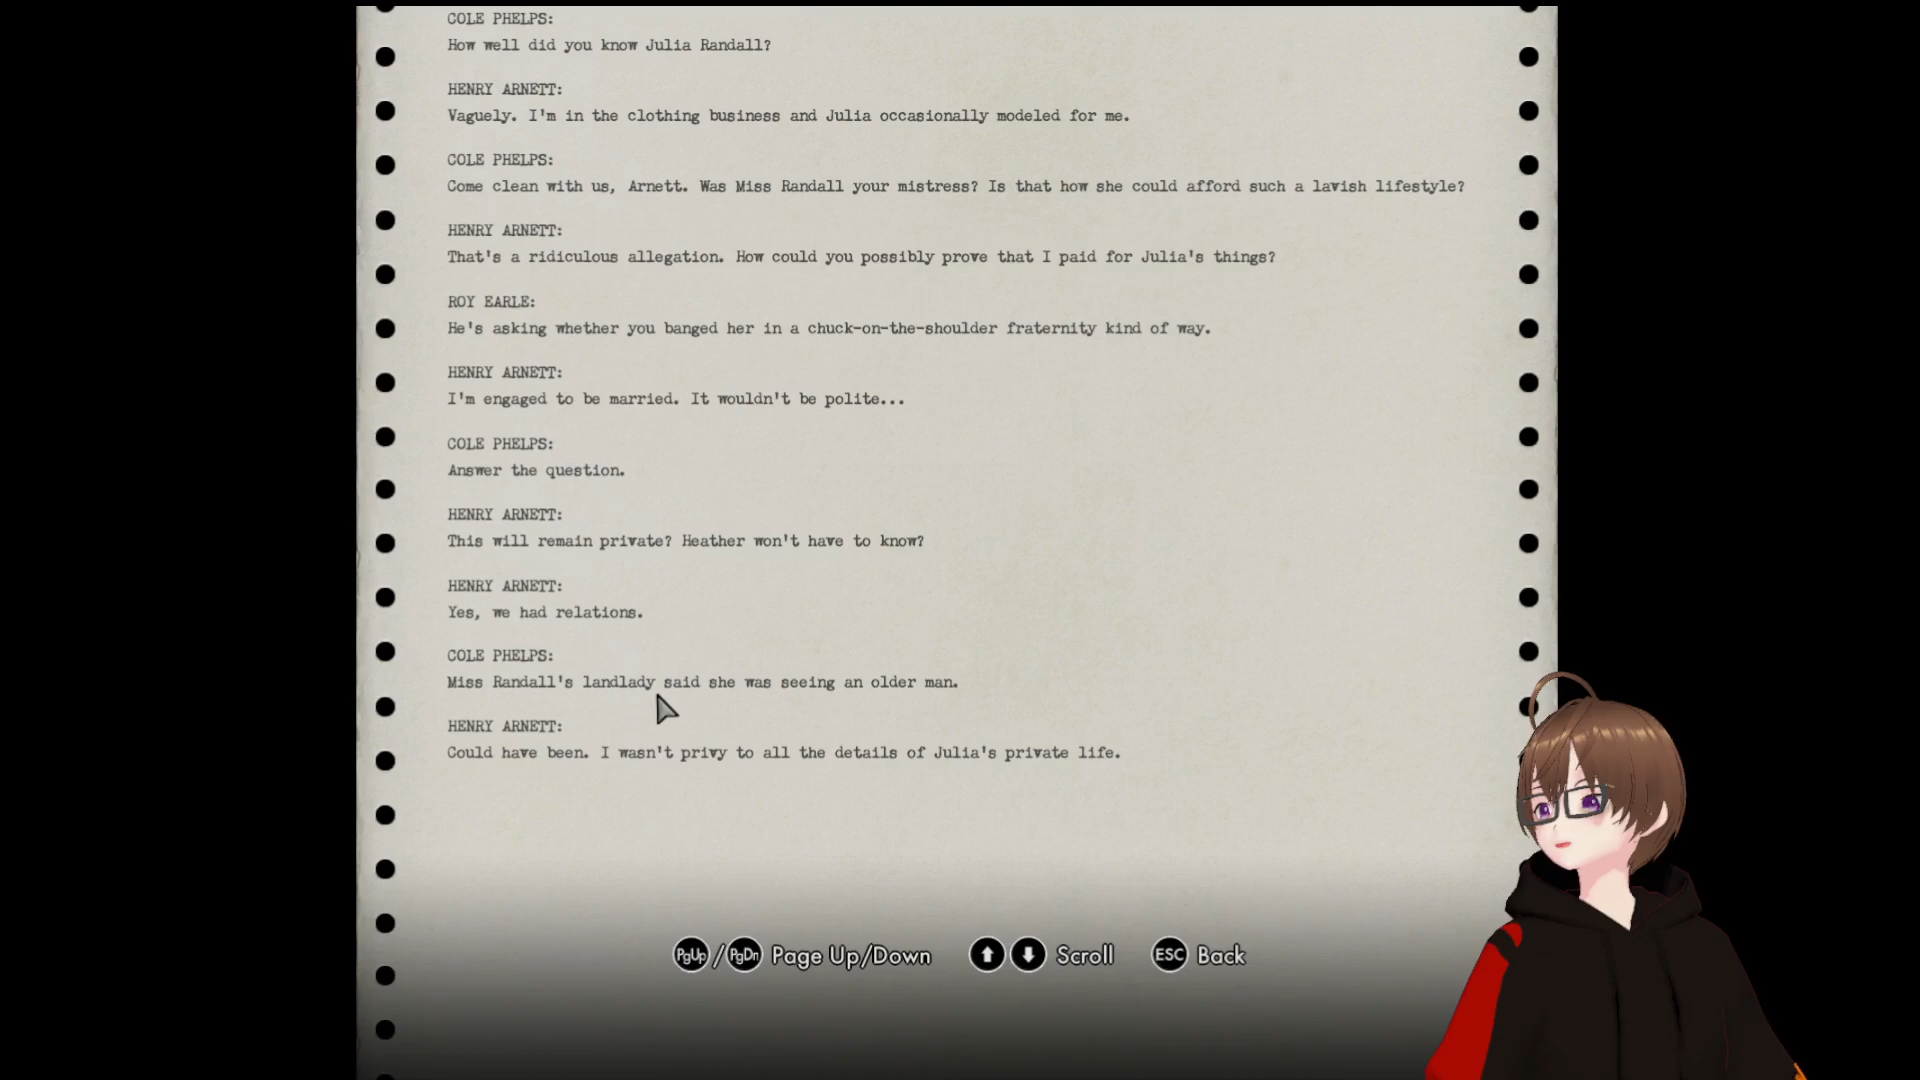 COLE PHELPS:
How well did you know Julia Randall?
HENRY ARNETT:
Vaguely. I'm in the clothing business and Julia occasionally modeled for me.
COLE PHELPS:
Come clean with us, Arnett. Was Miss Randall your mistress? Is that how she could afford such a lavish lifestyle?
HENRY ARNETT:
That's a ridiculous allegation. How could you possibly prove that I paid for Julia's things?
ROY EARLE:
He's asking whether you banged her in a chuck-on-the-shoulder fraternity kind of way.
HENRY ARNETT:
I'm engaged to be married. It wouldn't be polite...
COLE PHELPS:
Answer the question.
HENRY ARNETT:
This will remain private? Heather won't have to know?
HENRY ARNETT:
Yes, we had relations.
COLE PHELPS:
Miss Randall's landlady said she was seeing an older man.
HENRY ARNETT:
Could have been. I wasn't privy to all the details of Julia's private life.
PgUp / PgDn Page Up/Down Scroll ESC Back